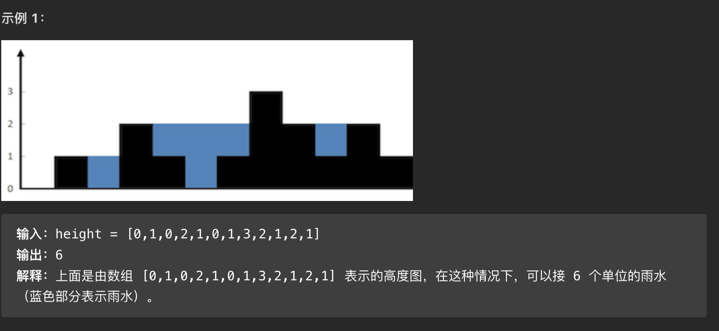 示例 1:
3
2
1
0
输入: height = [0,1,0,2,1,0,1,3,2,1,2,1]
输出: 6
解释: 上面是由数组 [0,1,0,2,1,0,1,3,2,1,2,1] 表示的高度图,在这种情况下,可以接 6 个单位的雨水
(蓝色部分表示雨水)。